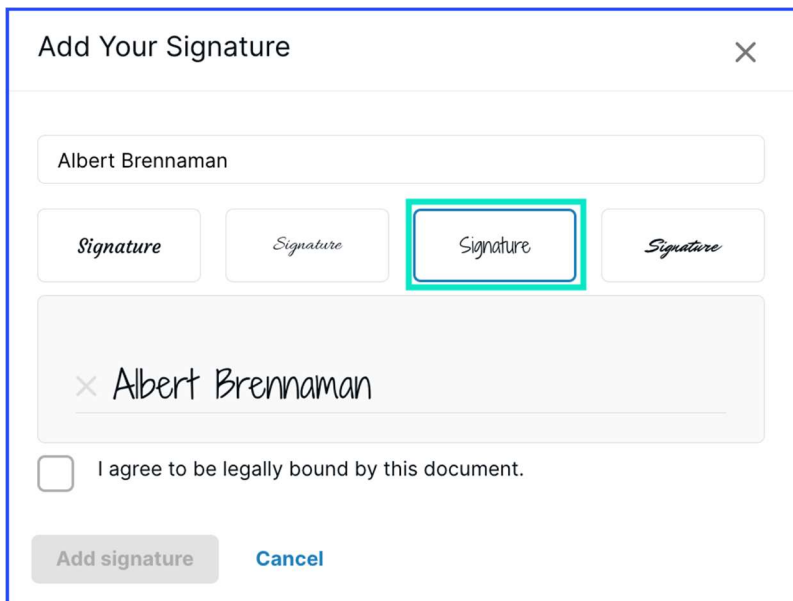 Add Your Signature
Albert Brennaman
Signature Signature Signature Signature
Albert Brennaman
I agree to be legally bound by this document.
Add signature Cancel